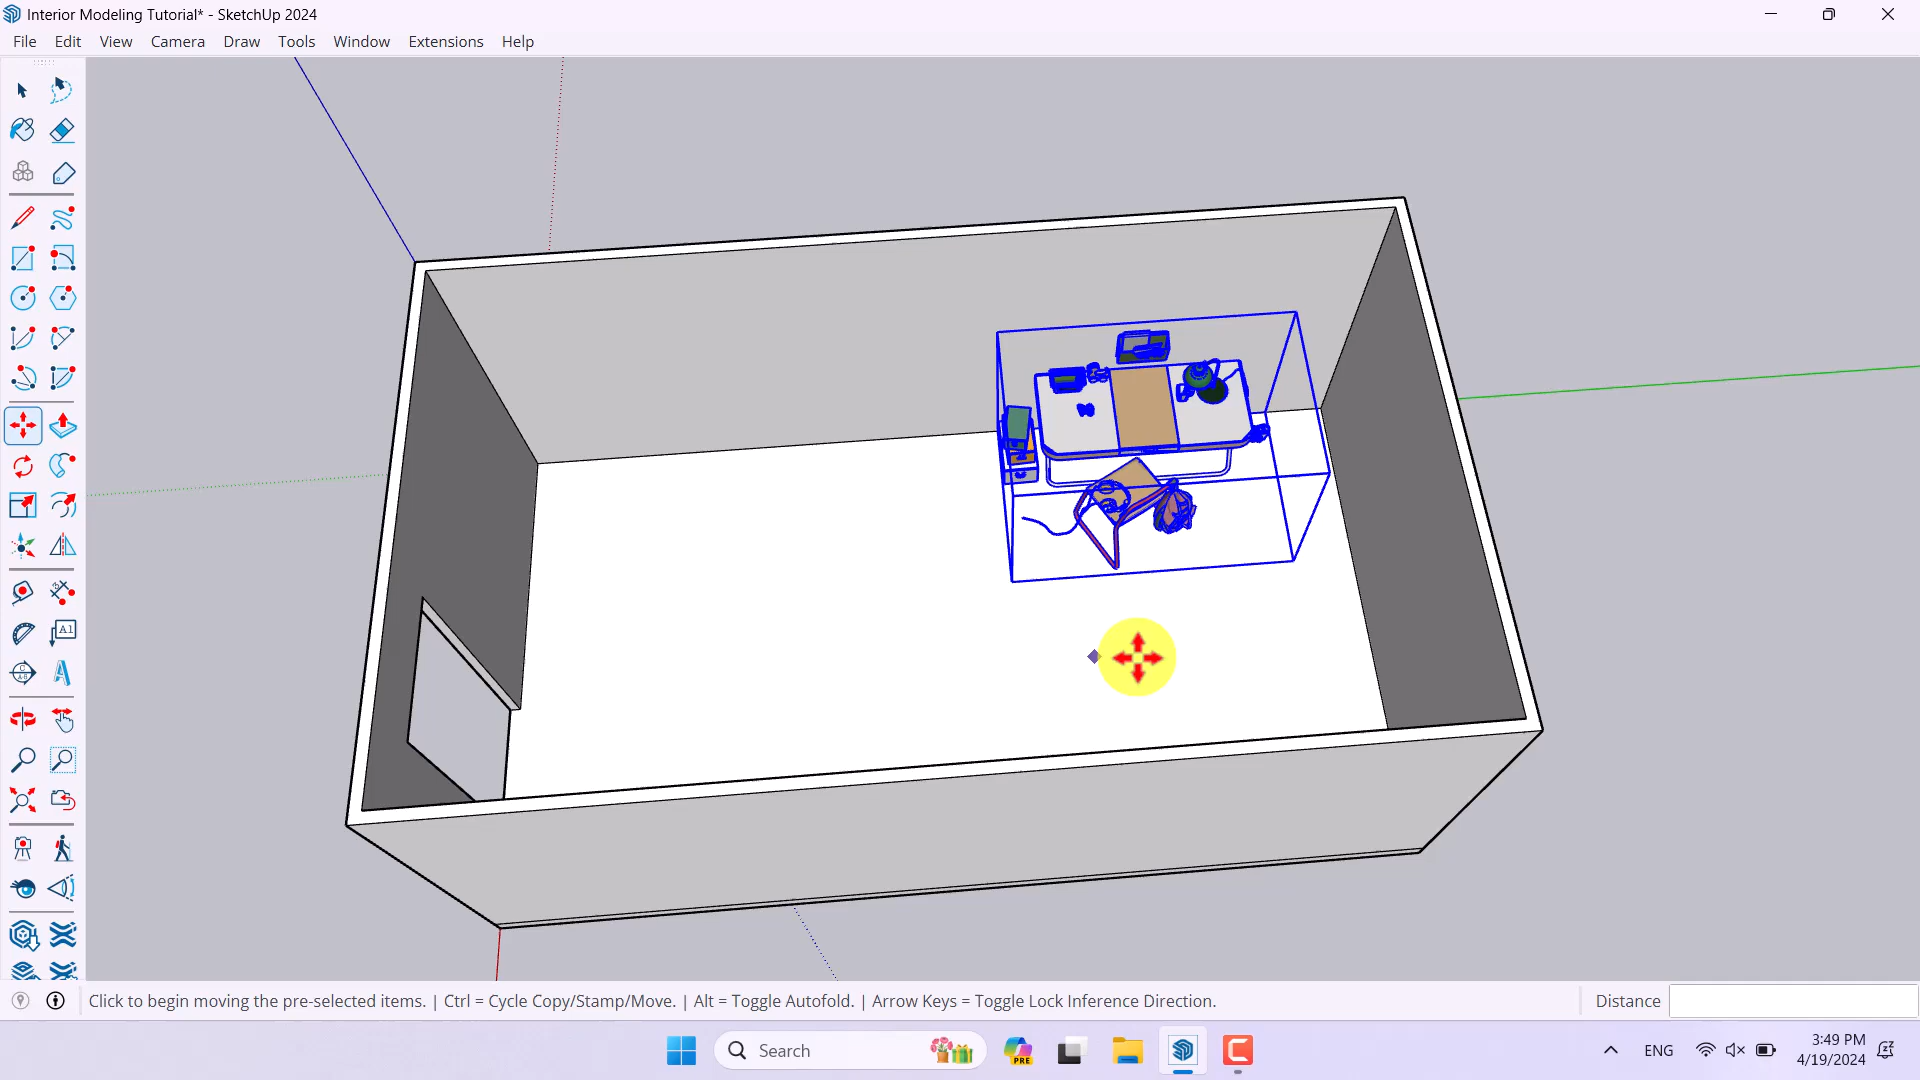 Interior Modeling Tutorial* - SketchUp 2024
File Edit View Camera Draw Tools Window Extensions Help
A1
A
C
A-B
Click to begin moving the pre-selected items. | Ctrl = Cycle Copy/Stamp/Move. | Alt = Toggle Autofold. | Arrow Keys = Toggle Lock Inference Direction.
Distance
Search
PRE
ENG
3:49 PM
4/19/2024